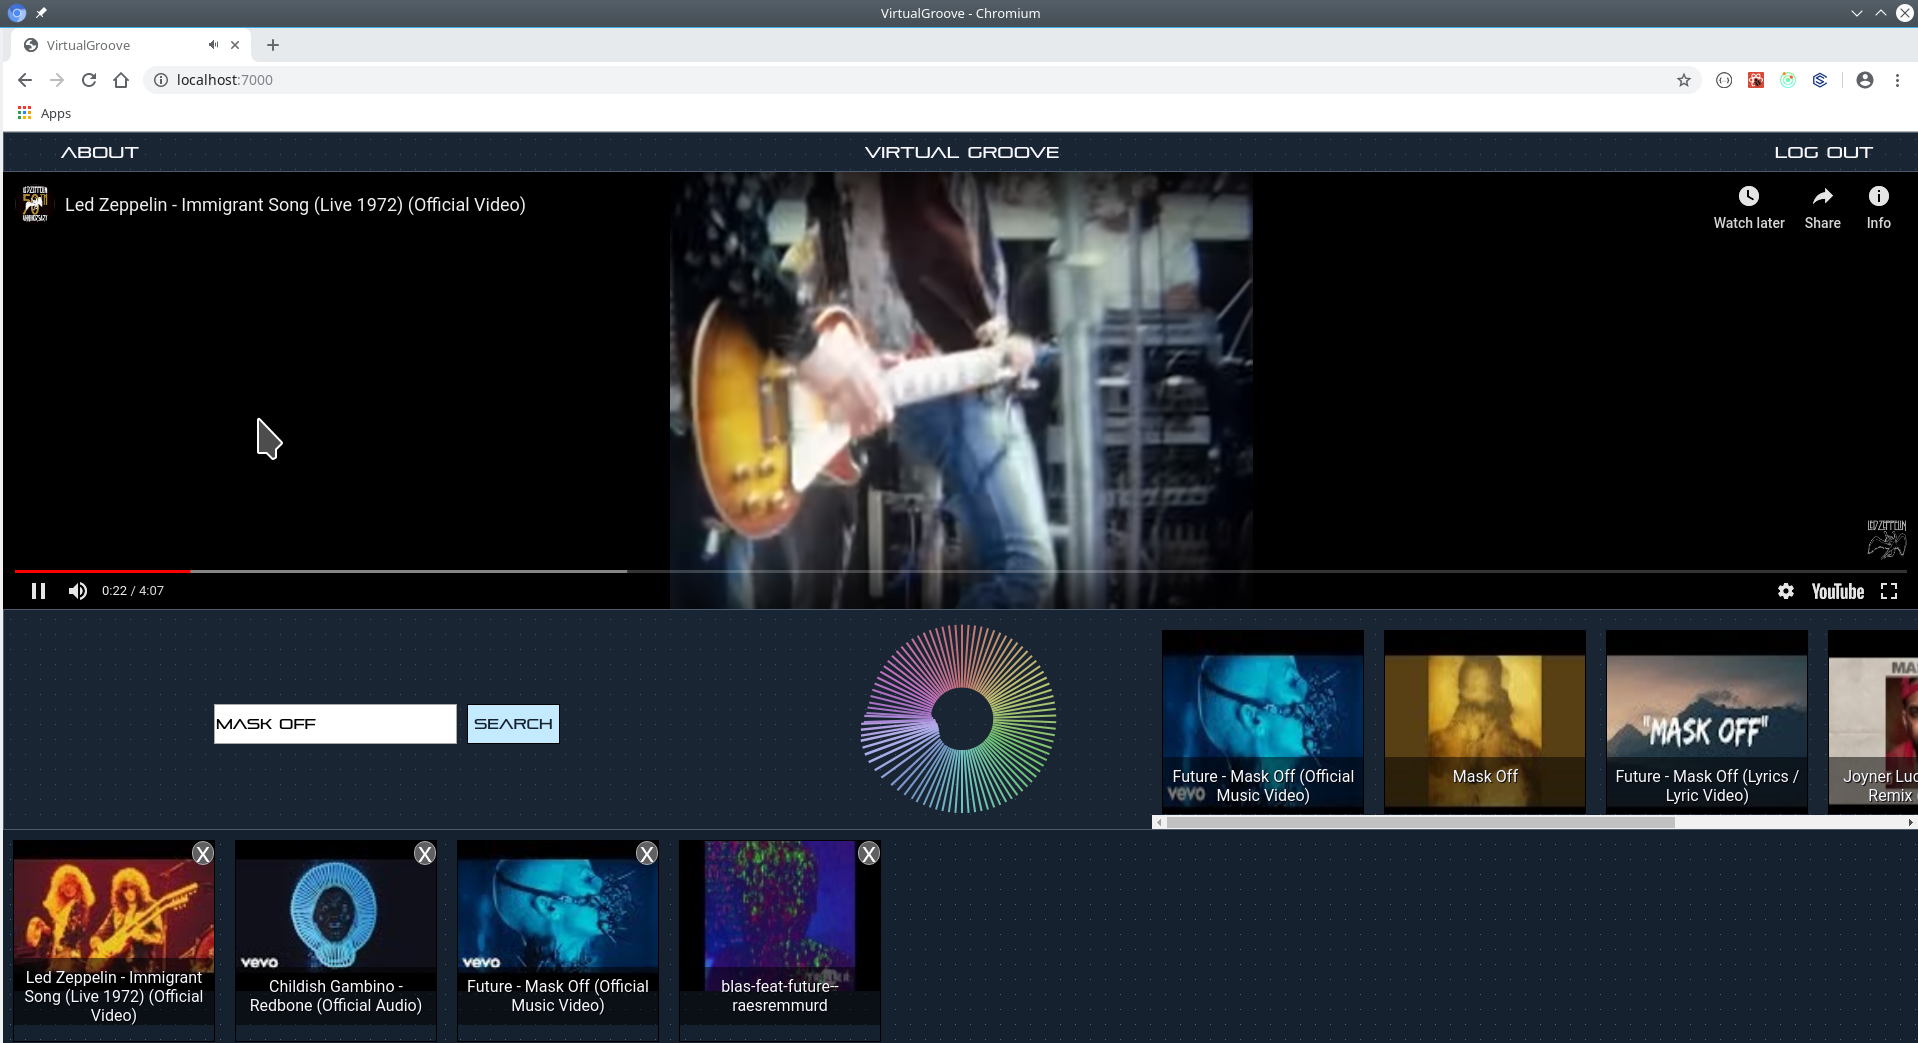 VirtualGroove - Chromium
VirtualGroove
localhost:7000
Apps
ABOUT
VIRTUAL GROOVE
LOG OUT
Led Zeppelin - Immigrant Song (Live 1972) (Official Video)
Watch later
Share
Info
LED ZEPPELIN
0:22 / 4:07
YouTube
MASK OFF
SEARCH
vevo
Future - Mask Off (Official
Music Video)
Mask Off
"MASK OFF"
Future - Mask Off (Lyrics /
Lyric Video)
MA
Joyner Luc
Remix
X
X
X
X
Led Zeppelin - Immigrant
Song (Live 1972) (Official
Video)
vevo
Childish Gambino -
Redbone (Official Audio)
vevo
Future - Mask Off (Official
Music Video)
blas-feat-future--
raesremmurd